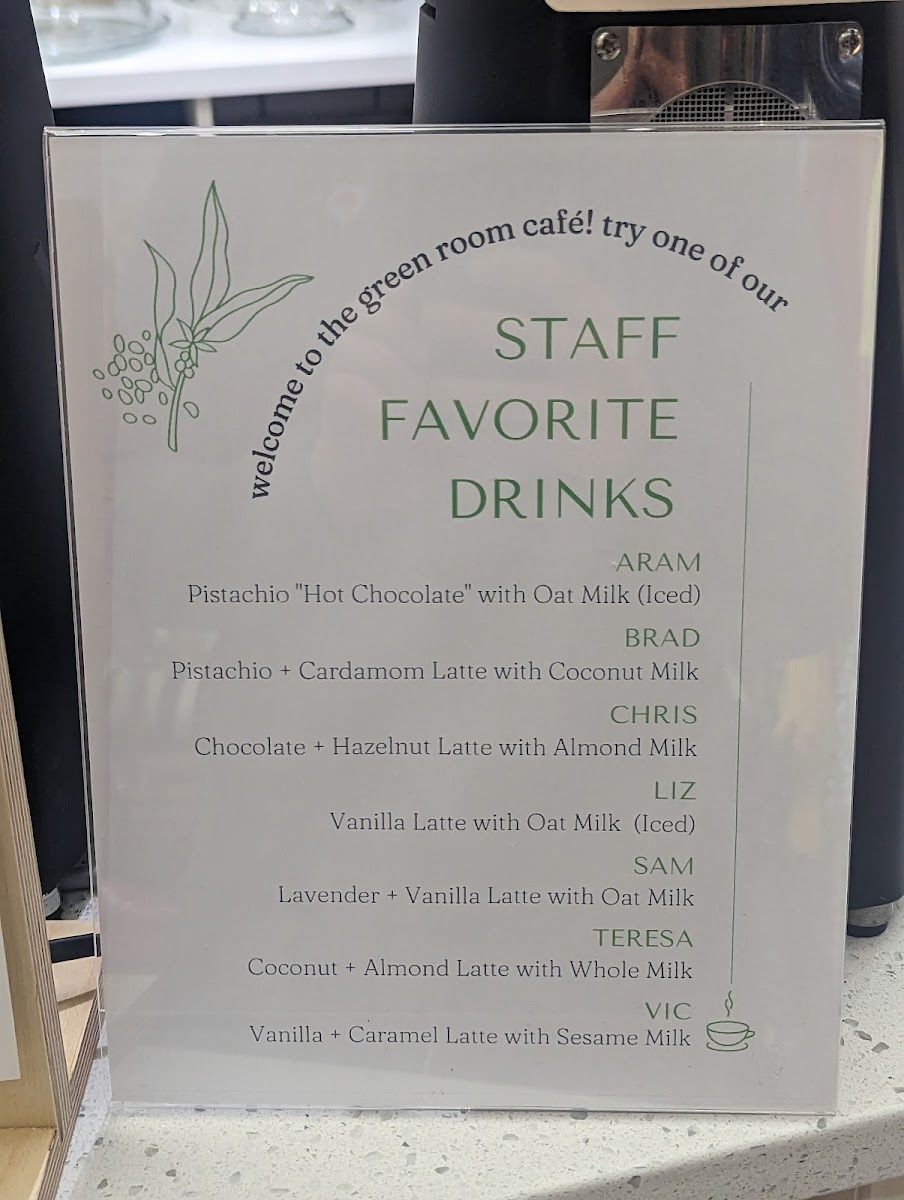 welcome to the green room café! try one of our
STAFF
FAVORITE
DRINKS
ARAM
Pistachio "Hot Chocolate" with Oat Milk (Iced)
BRAD
Pistachio + Cardamom Latte with Coconut Milk
CHRIS
Chocolate + Hazelnut Latte with Almond Milk
LIZ
Vanilla Latte with Oat Milk (Iced)
SAM
Lavender + Vanilla Latte with Oat Milk
TERESA
Coconut + Almond Latte with Whole Milk
VIC
Vanilla + Caramel Latte with Sesame Milk